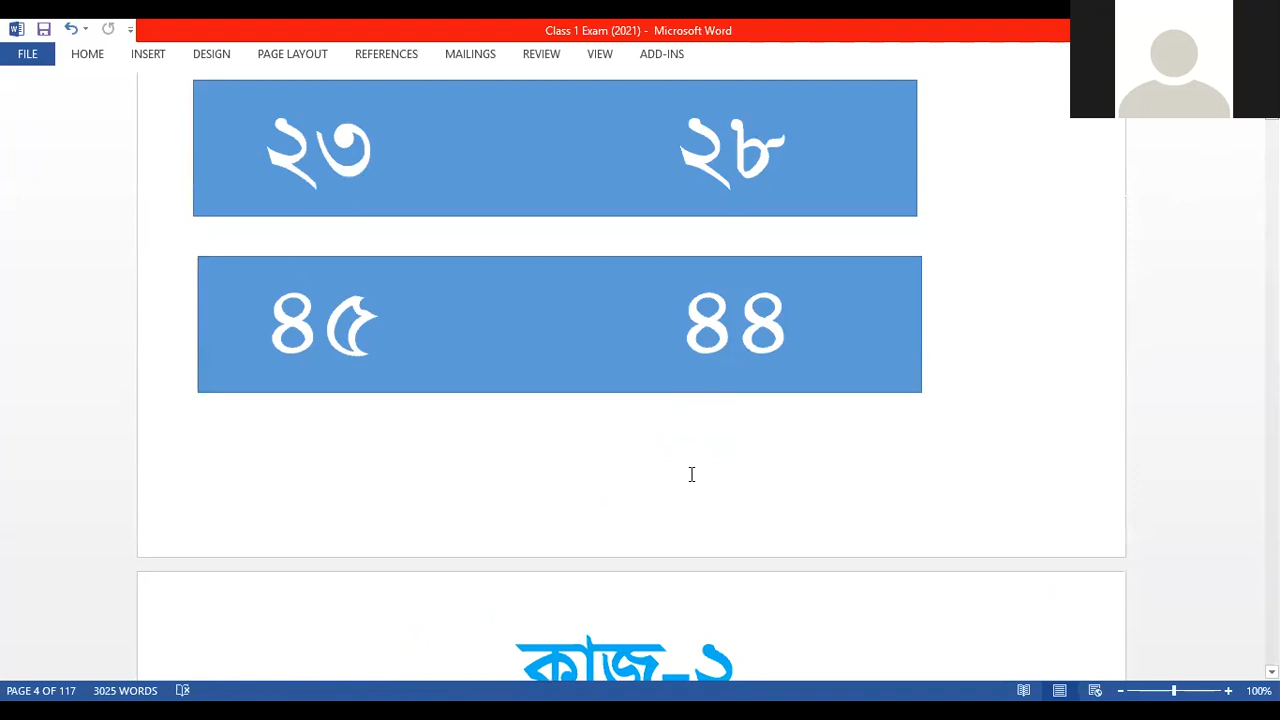 Class 1 Exam (2021) - Microsoft Word
FILE HOME INSERT DESIGN PAGE LAYOUT REFERENCES MAILINGS REVIEW VIEW ADD-INS
২৩ ২৮
৪৫ ৪৪
কাজ-২
PAGE 4 OF 117 3025 WORDS 100%